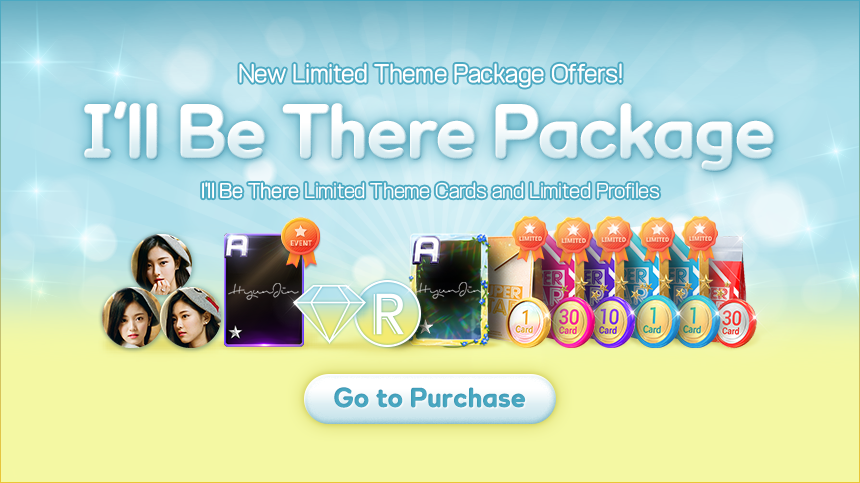 New Limited Theme Package Offers!
I'll Be There Package
I'll Be There Limited Theme Cards and Limited Profiles
A
EVENT
HyunJin
R
A
HyunJin
LIMITED
LIMITED
LIMITED
LIMITED
LIMITED
1 Card
30 Card
10 Card
1 Card
1 Card
30 Card
Go to Purchase